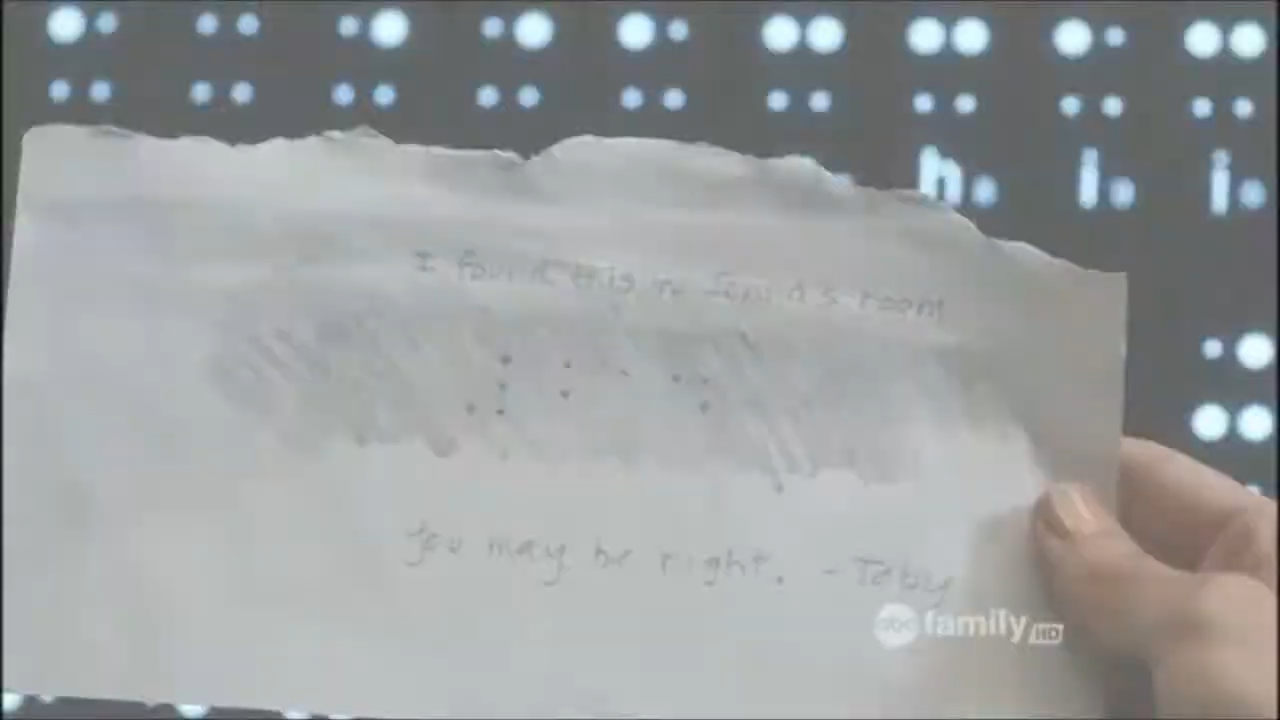 h i j
I found this in Jenna's room
You may be right. - Toby
abc family HD